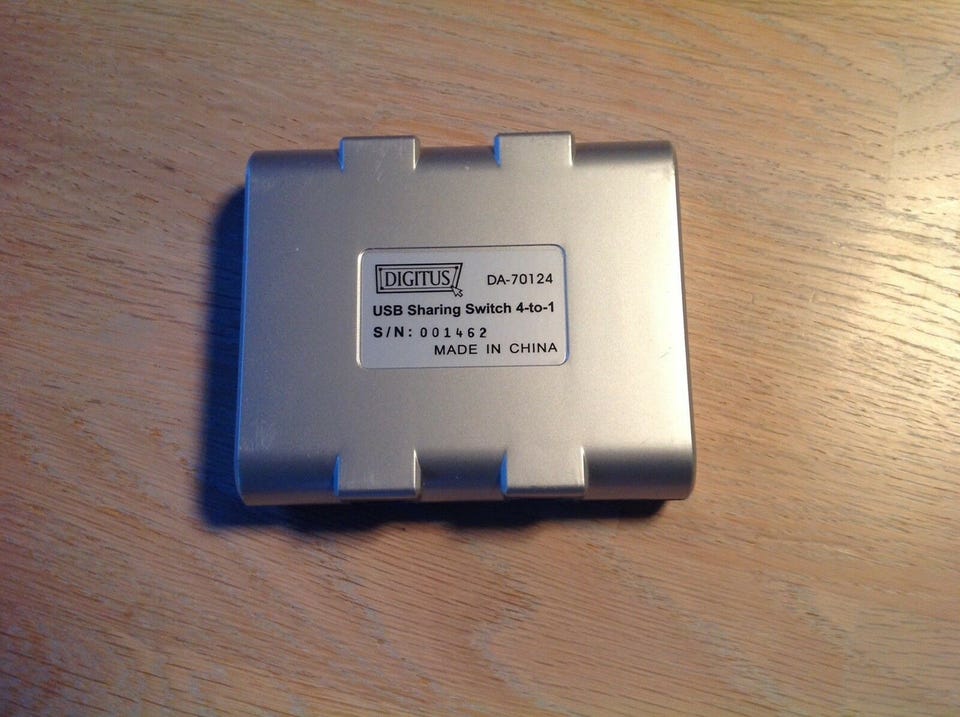 DIGITUS DA-70124
USB Sharing Switch 4-to-1
S/N: 001462
MADE IN CHINA